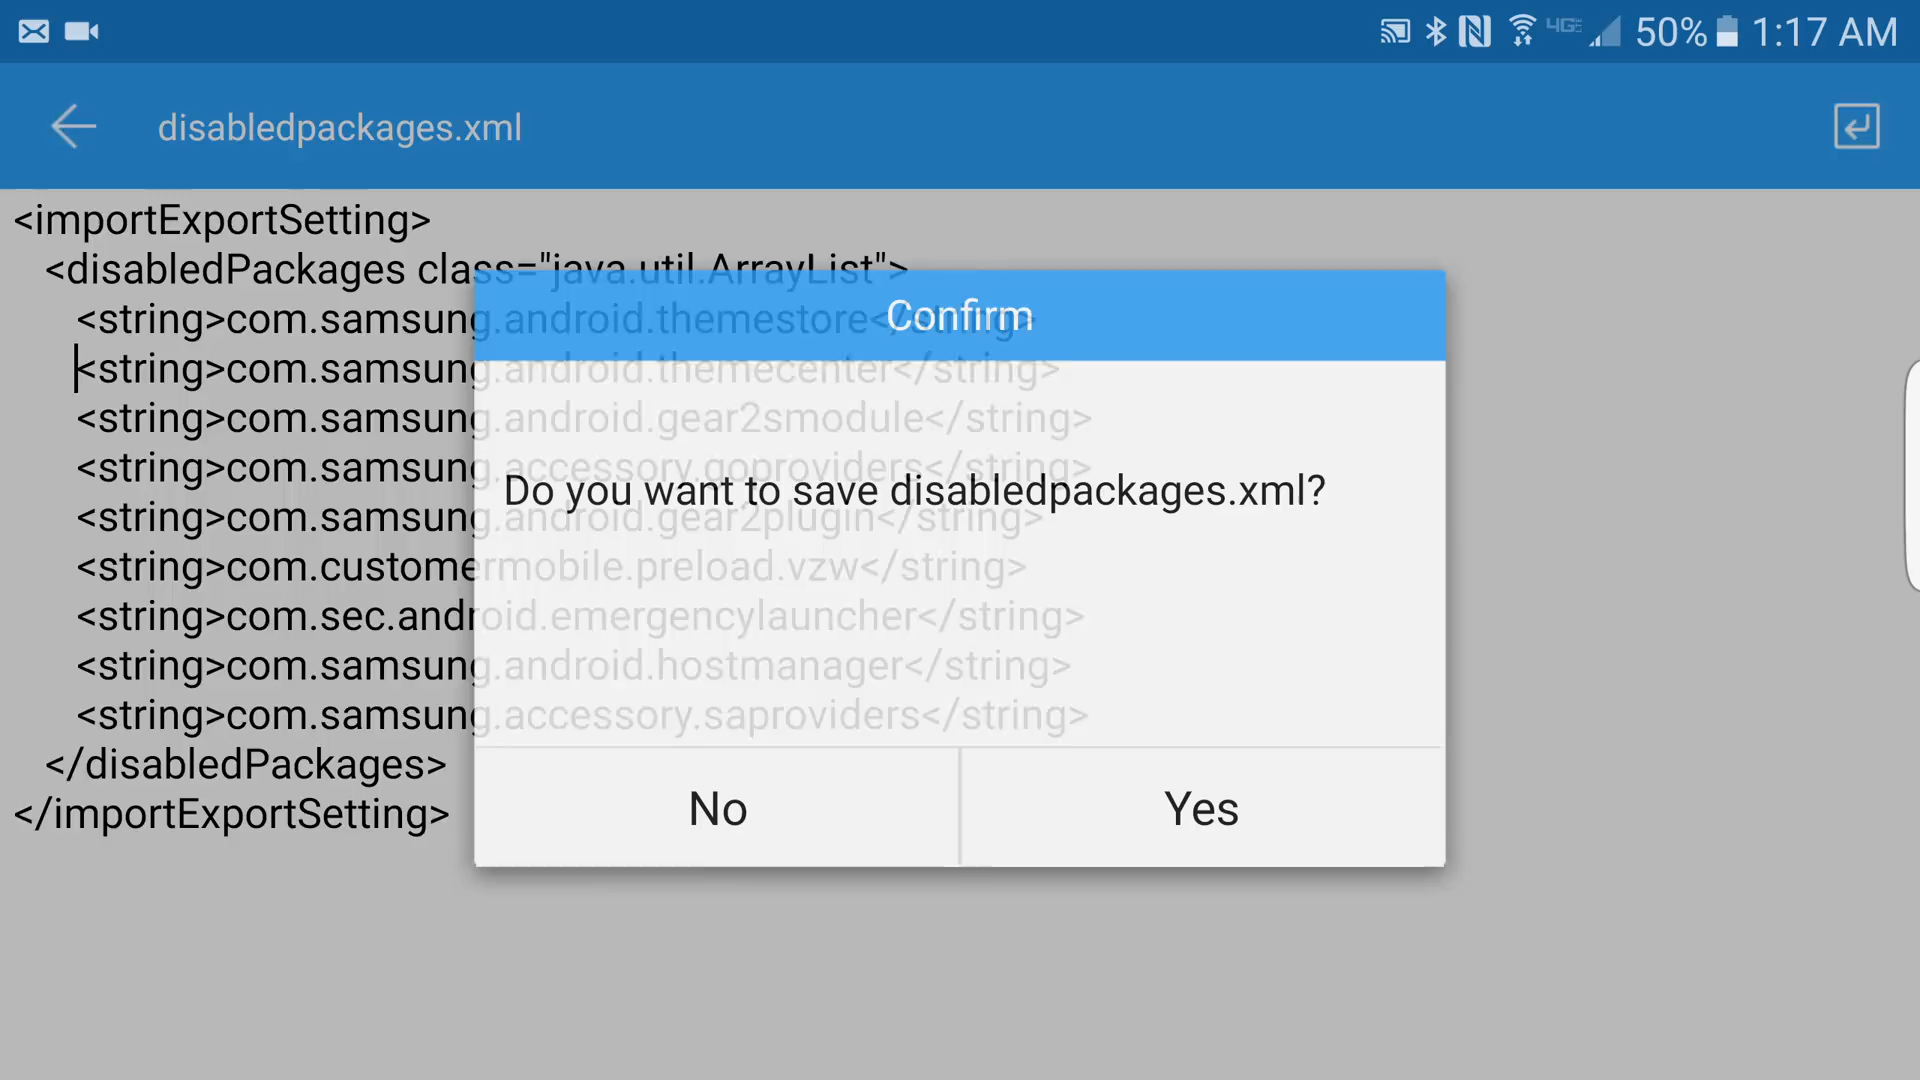 4G 50% 1:17 AM
disabledpackages.xml
<importExportSetting>
<disabledPackages class="java.util.ArrayList">
<string>com.samsung.android.themestore</string>
<string>com.samsung.android.themecenter</string>
<string>com.samsung.android.gear2smodule</string>
<string>com.samsung.accessory.goproviders</string>
<string>com.samsung.android.gear2plugin</string>
<string>com.customermobile.preload.vzw</string>
<string>com.sec.android.emergencylauncher</string>
<string>com.samsung.android.hostmanager</string>
<string>com.samsung.accessory.saproviders</string>
</disabledPackages>
</importExportSetting>
Confirm
Do you want to save disabledpackages.xml?
No
Yes